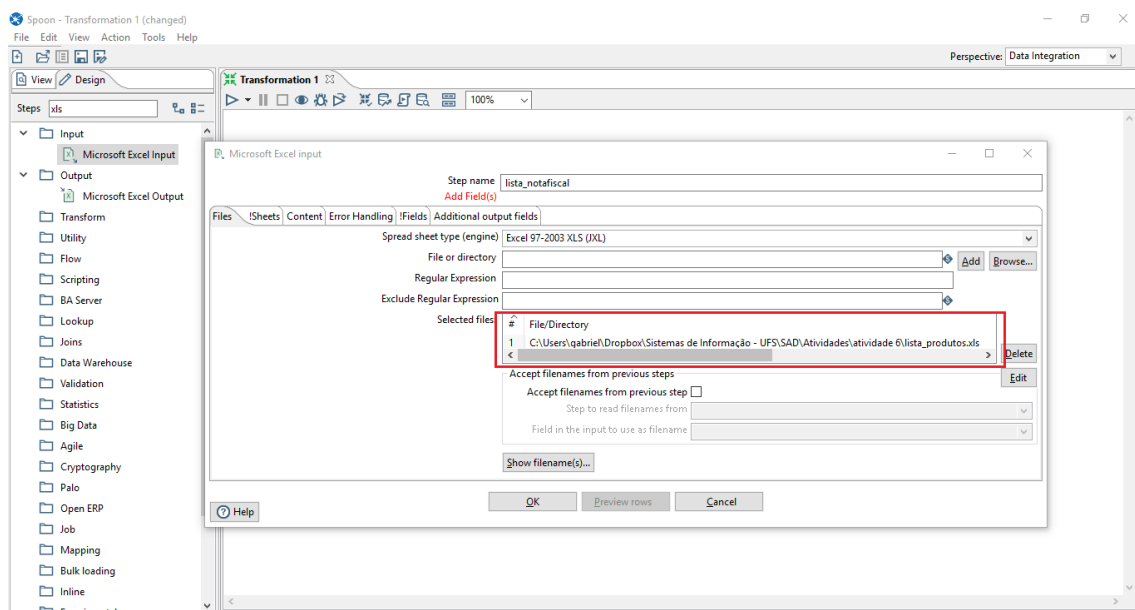 Spoon - Transformation 1 (changed)
File Edit View Action Tools Help
Perspective: Data Integration
View Design
Transformation 1
Steps xls
100%
Input
Microsoft Excel Input
Output
Microsoft Excel Output
Transform
Utility
Flow
Scripting
BA Server
Lookup
Joins
Data Warehouse
Validation
Statistics
Big Data
Agile
Cryptography
Palo
Open ERP
Job
Mapping
Bulk loading
Inline
Microsoft Excel input
Step name lista_notafiscal
Add Field(s)
Files !Sheets Content Error Handling !Fields Additional output fields
Spread sheet type (engine) Excel 97-2003 XLS (JXL)
File or directory Add Browse...
Regular Expression
Exclude Regular Expression
Selected files # File/Directory
1 C:\Users\gabriel\Dropbox\Sistemas de Informação - UFS\SAD\Atividades\atividade 6\lista_produtos.xls
Delete
Edit
Accept filenames from previous steps
Accept filenames from previous step
Step to read filenames from
Field in the input to use as filename
Show filename(s)...
OK Preview rows Cancel
Help